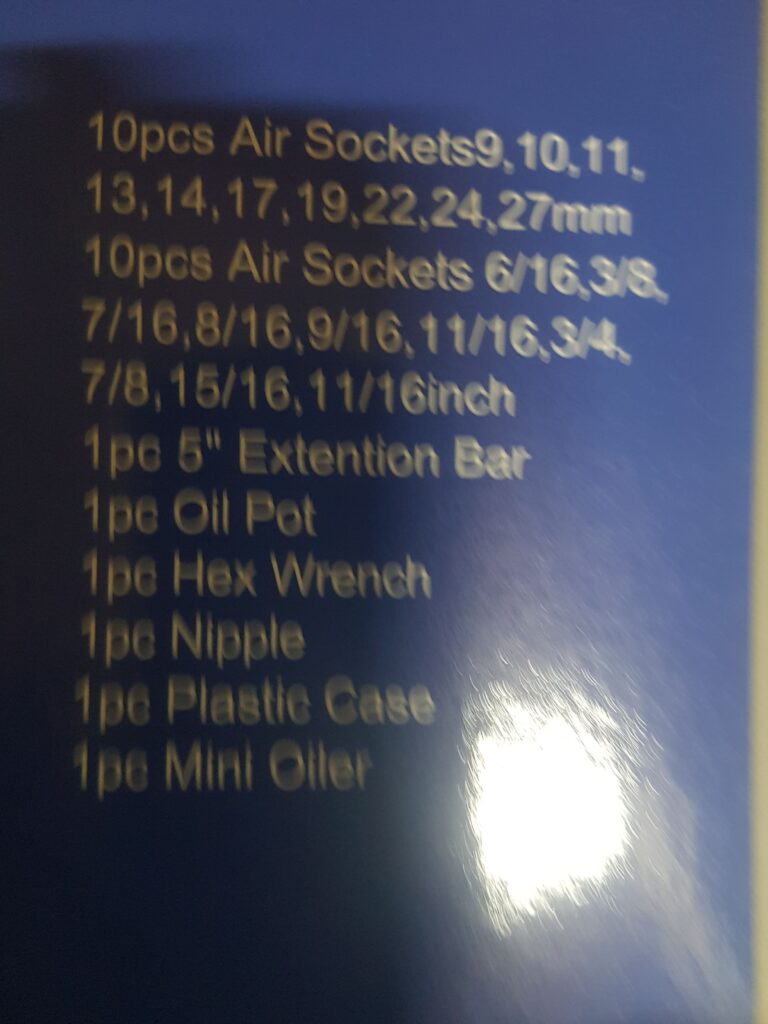 10pcs Air Sockets9,10,11,
13,14,17,19,22,24,27mm
10pcs Air Sockets 6/16,3/8,
7/16,8/16,9/16,11/16,3/4,
7/8,15/16,11/16inch
1pc 5" Extention Bar
1pc Oil Pot
1pc Hex Wrench
1pc Nipple
1pc Plastic Case
1pc Mini Oiler